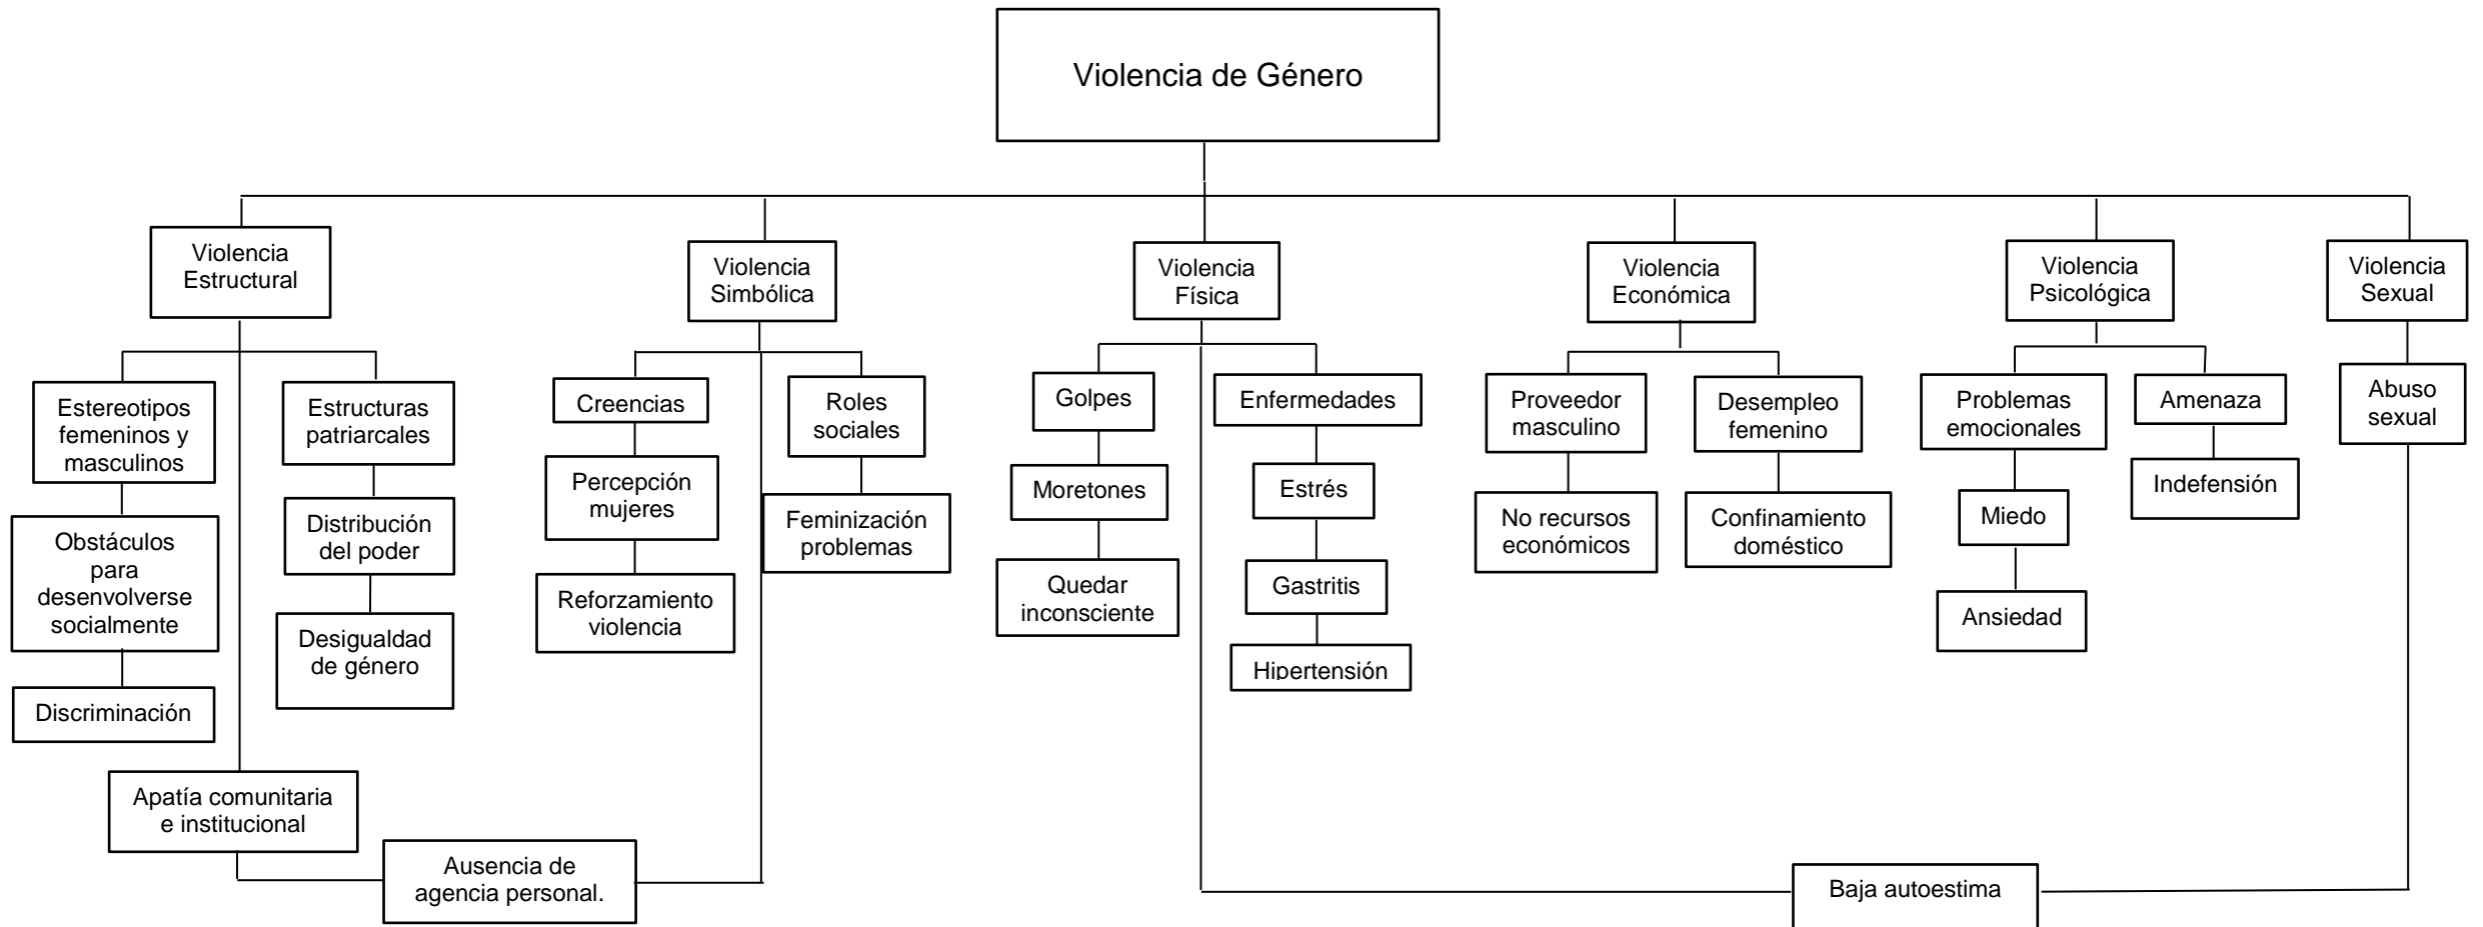 Violencia de Género
Violencia
Estructural
Violencia
Simbólica
Violencia
Física
Violencia
Económica
Violencia
Psicológica
Violencia
Sexual
Estereotipos
femeninos y
masculinos
Estructuras
patriarcales
Creencias
Roles
sociales
Golpes
Enfermedades
Proveedor
masculino
Desempleo
femenino
Problemas
emocionales
Amenaza
Abuso
sexual
Obstáculos
para
desenvolverse
socialmente
Distribución
del poder
Percepción
mujeres
Feminización
problemas
Moretones
Estrés
No recursos
económicos
Confinamiento
doméstico
Miedo
Indefensión
Discriminación
Desigualdad
de género
Reforzamiento
violencia
Quedar
inconsciente
Gastritis
Hipertensión
Ansiedad
Apatía comunitaria
e institucional
Ausencia de
agencia personal.
Baja autoestima